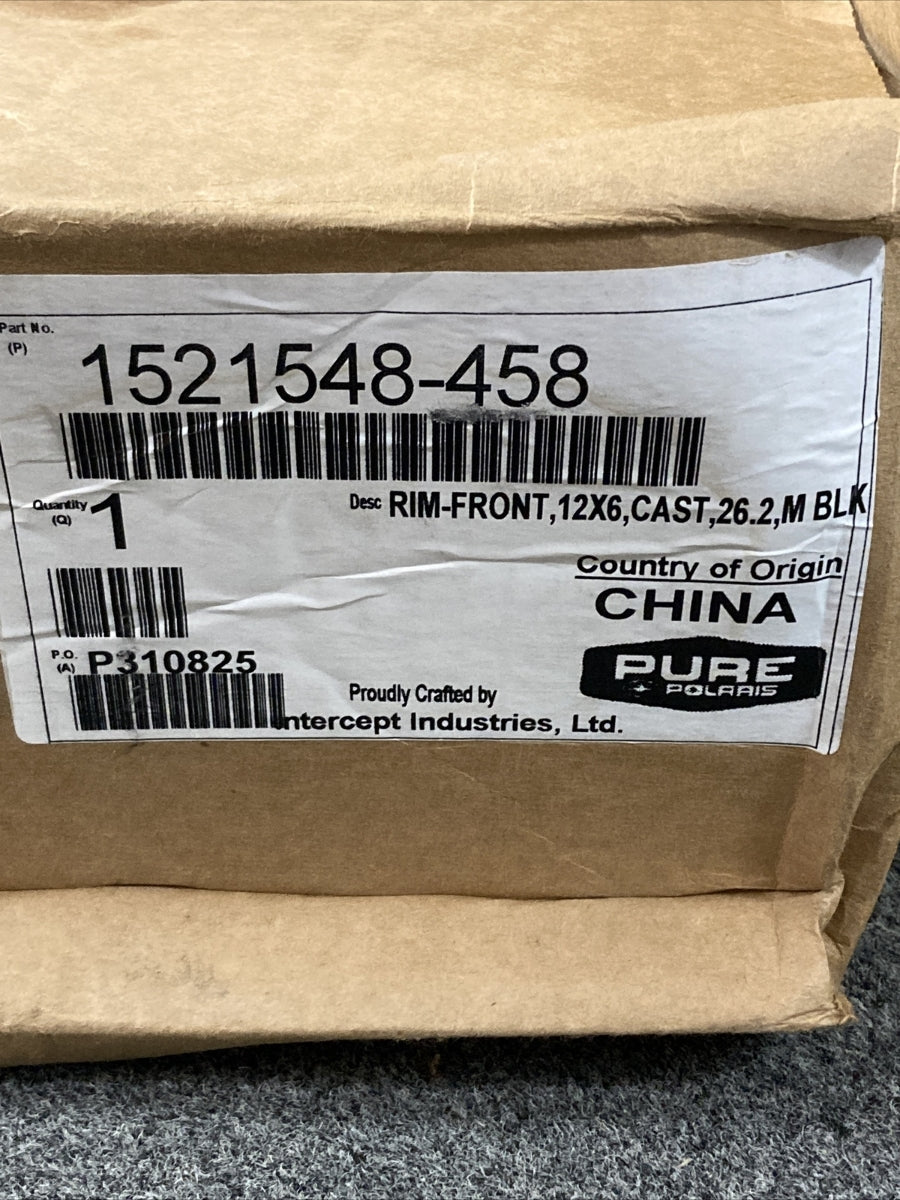 Part No.
(P)
1521548-458
Quantity
(Q)
1
Desc RIM-FRONT,12X6,CAST,26.2,M BLK
Country of Origin
CHINA
P.O.
(A)
P310825
PURE
POLARIS
Proudly Crafted by
Intercept Industries, Ltd.